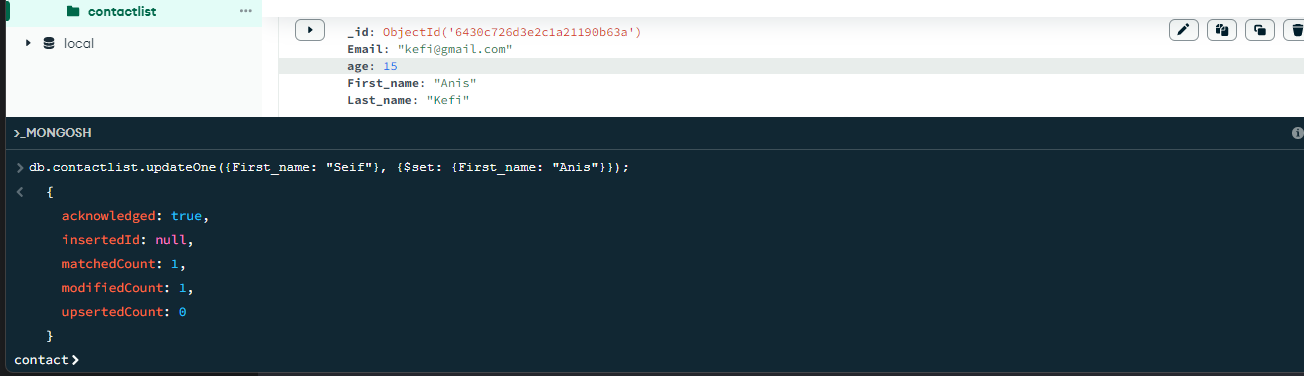 contactlist
local
_id: ObjectId('6430c726d3e2c1a21190b63a')
Email: "kefi@gmail.com"
age: 15
First_name: "Anis"
Last_name: "Kefi"
>_MONGOSH
> db.contactlist.updateOne({First_name: "Seif"}, {$set: {First_name: "Anis"}});
< {
acknowledged: true,
insertedId: null,
matchedCount: 1,
modifiedCount: 1,
upsertedCount: 0
}
contact>